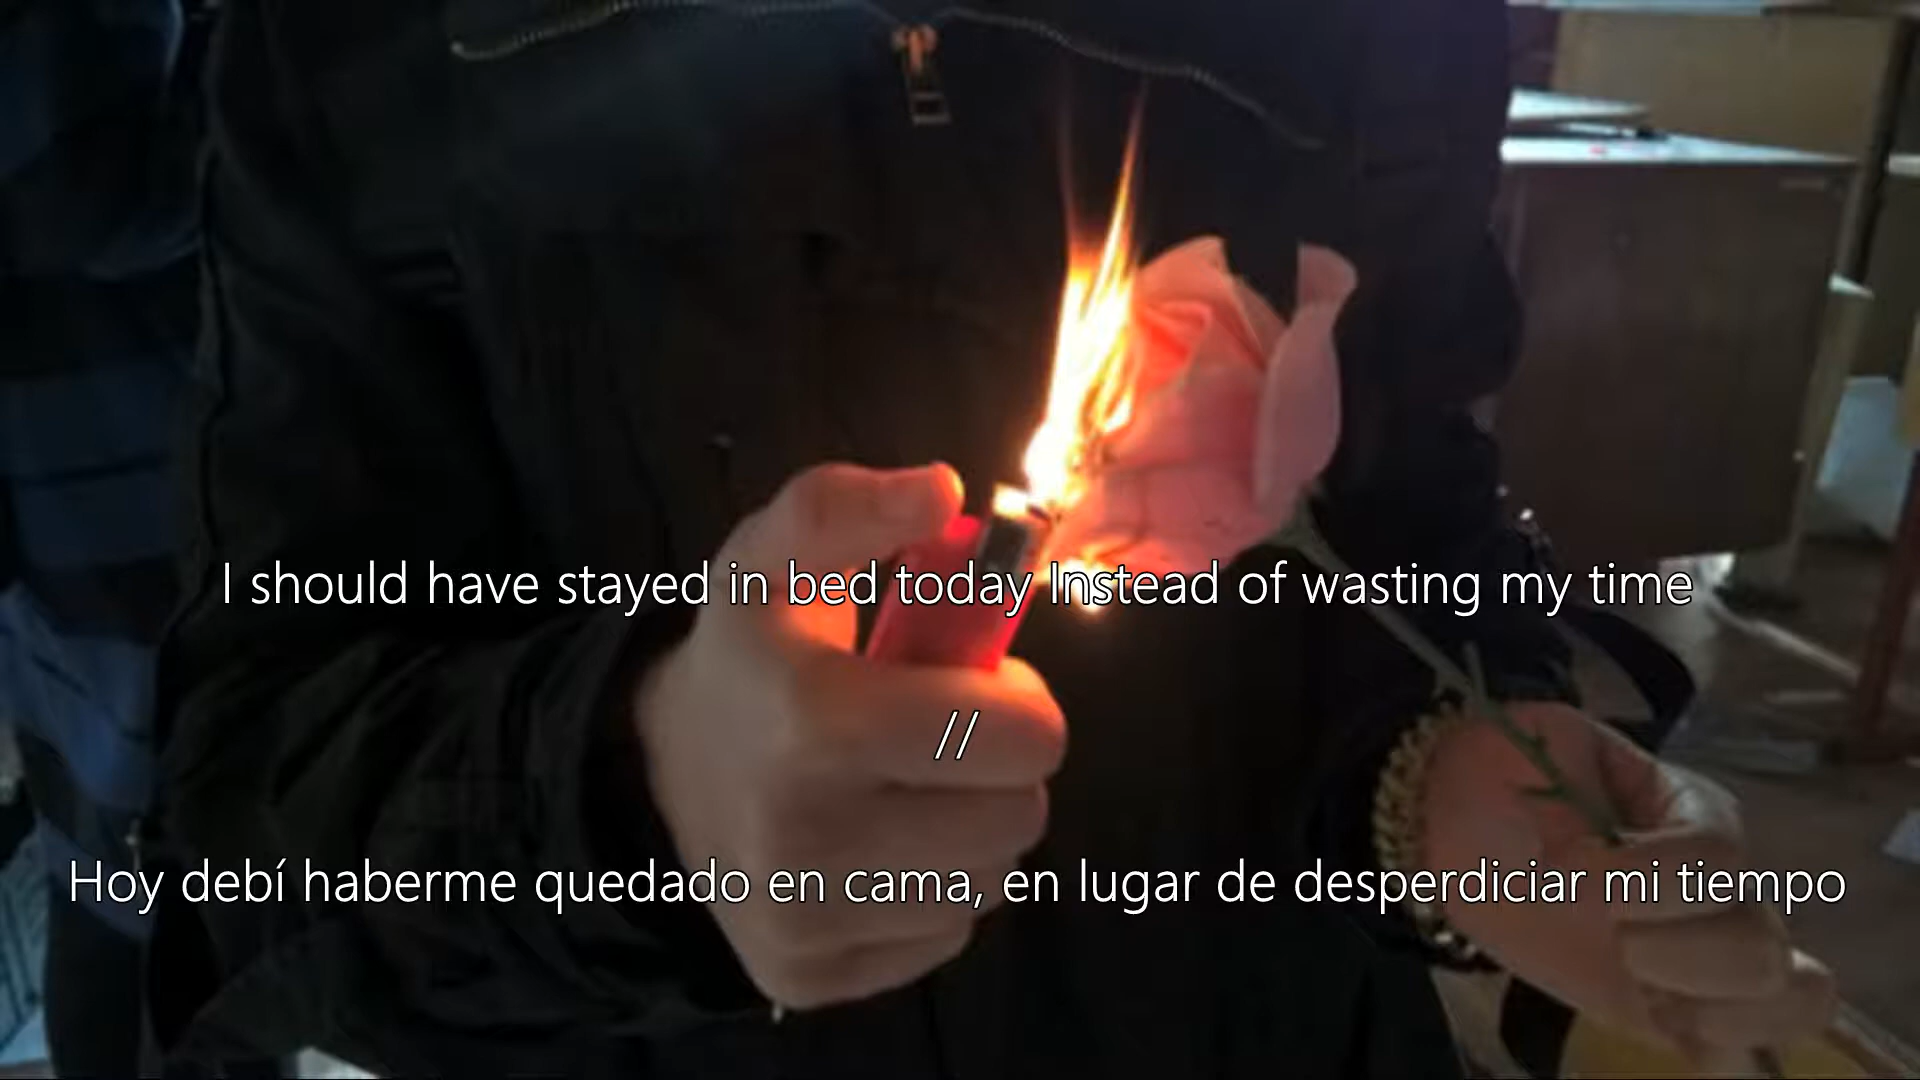 I should have stayed in bed today Instead of wasting my time
//
Hoy debí haberme quedado en cama, en lugar de desperdiciar mi tiempo